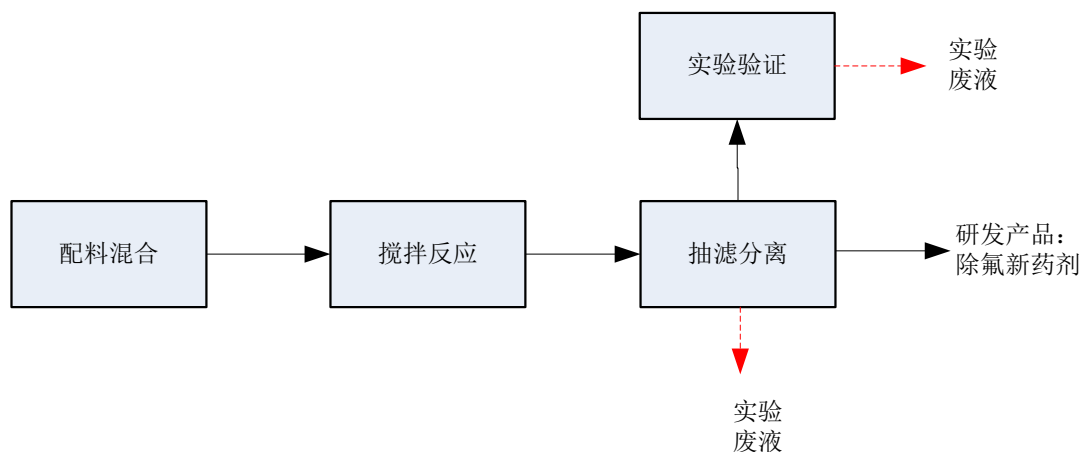 实验验证
实验
废液
配料混合
搅拌反应
抽滤分离
研发产品：
除氟新药剂
实验
废液